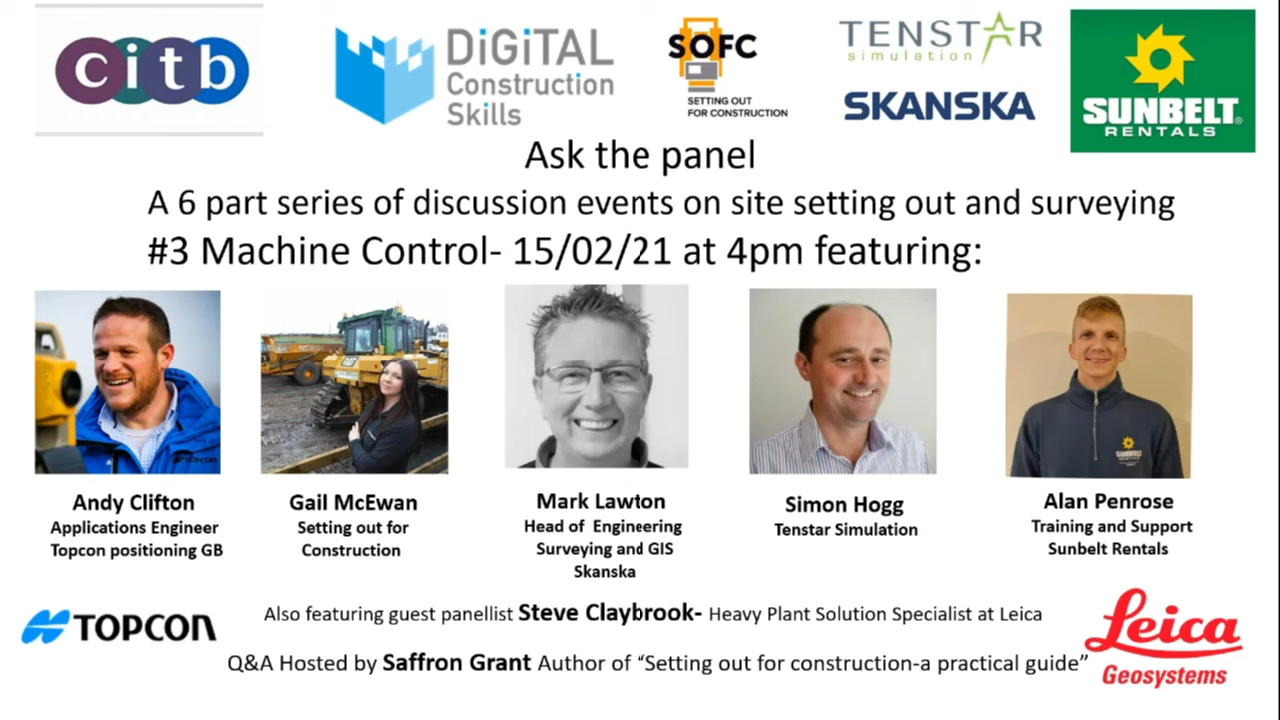 citb
DiGiTAL
Construction
Skills
SOFC
SETTING OUT
FOR CONSTRUCTION
TENSTAR
simulation
SKANSKA
SUNBELT®
RENTALS
Ask the panel
A 6 part series of discussion events on site setting out and surveying
#3 Machine Control- 15/02/21 at 4pm featuring:
TOPCON
CAT
SUNBELT
RENTALS
Andy Clifton
Applications Engineer
Topcon positioning GB
Gail McEwan
Setting out for
Construction
Mark Lawton
Head of Engineering
Surveying and GIS
Skanska
Simon Hogg
Tenstar Simulation
Alan Penrose
Training and Support
Sunbelt Rentals
TOPCON
Also featuring guest panellist Steve Claybrook- Heavy Plant Solution Specialist at Leica
Q&A Hosted by Saffron Grant Author of “Setting out for construction-a practical guide”
Leica
Geosystems